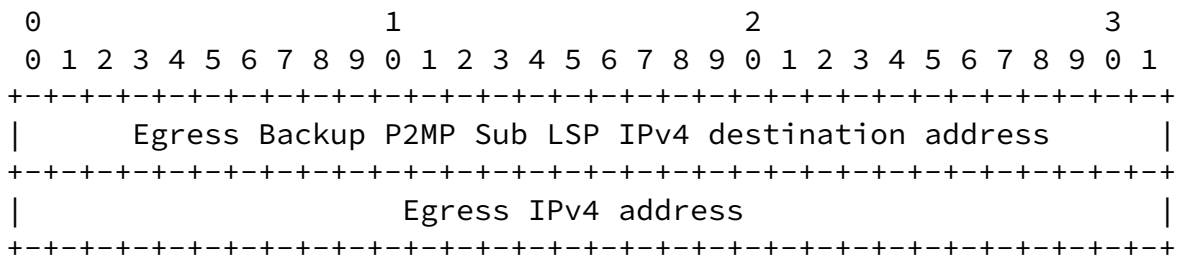 0                   1                   2                   3
 0 1 2 3 4 5 6 7 8 9 0 1 2 3 4 5 6 7 8 9 0 1 2 3 4 5 6 7 8 9 0 1
+-+-+-+-+-+-+-+-+-+-+-+-+-+-+-+-+-+-+-+-+-+-+-+-+-+-+-+-+-+-+-+-+
|      Egress Backup P2MP Sub LSP IPv4 destination address      |
+-+-+-+-+-+-+-+-+-+-+-+-+-+-+-+-+-+-+-+-+-+-+-+-+-+-+-+-+-+-+-+-+
|                     Egress IPv4 address                       |
+-+-+-+-+-+-+-+-+-+-+-+-+-+-+-+-+-+-+-+-+-+-+-+-+-+-+-+-+-+-+-+-+